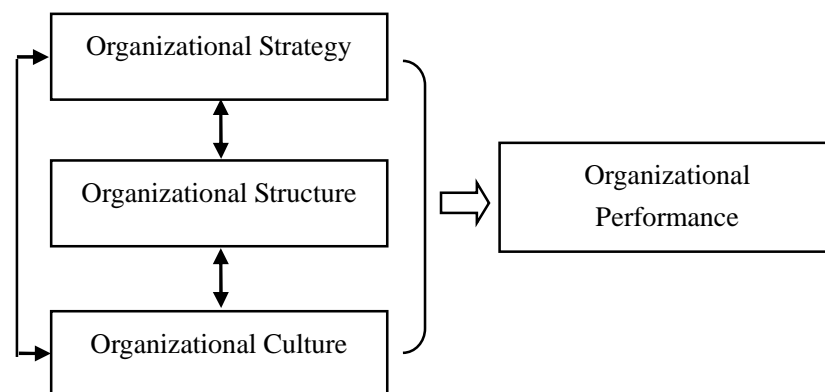 Organizational Strategy
Organizational Structure
Organizational Culture
Organizational
Performance